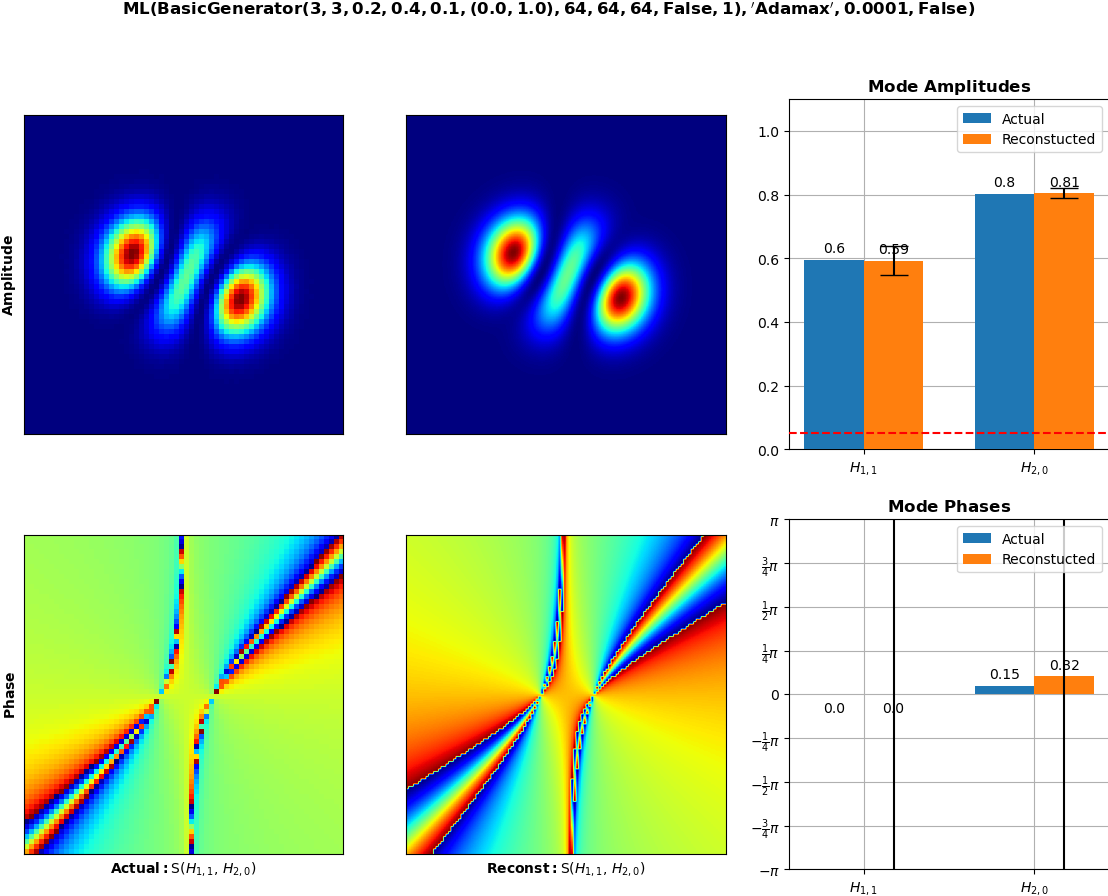 ML(BasicGenerator(3, 3, 0.2, 0.4, 0.1, (0.0, 1.0), 64, 64, 64, False, 1), ′Adamax′, 0.0001, False)
Amplitude
Mode Amplitudes
Actual
Reconstucted
1.0
0.8
0.6
0.4
0.2
0.0
0.6
0.59
0.8
0.81
H1, 1
H2, 0
Phase
Actual: S(H1, 1, H2, 0)
Reconst: S(H1, 1, H2, 0)
Mode Phases
Actual
Reconstucted
π
3/4π
1/2π
1/4π
0
−1/4π
−1/2π
−3/4π
−π
0.0
0.0
0.15
0.32
H1, 1
H2, 0